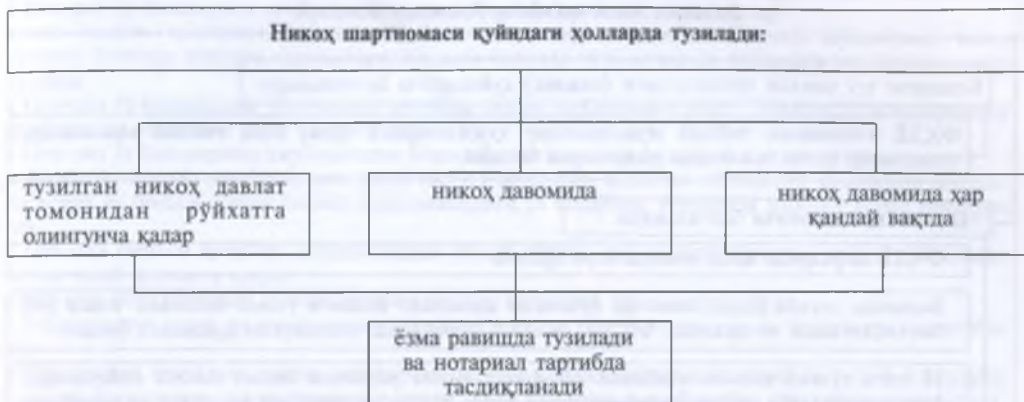 Никоҳ шартномаси қуйидаги ҳолларда тузилади:
тузилган никоҳ давлат
томонидан рўйхатга
олингунча қадар
никоҳ давомида
никоҳ давомида ҳар
қандай вақтда
ёзма равишда тузилади
ва нотариал тартибда
тасдиқланади